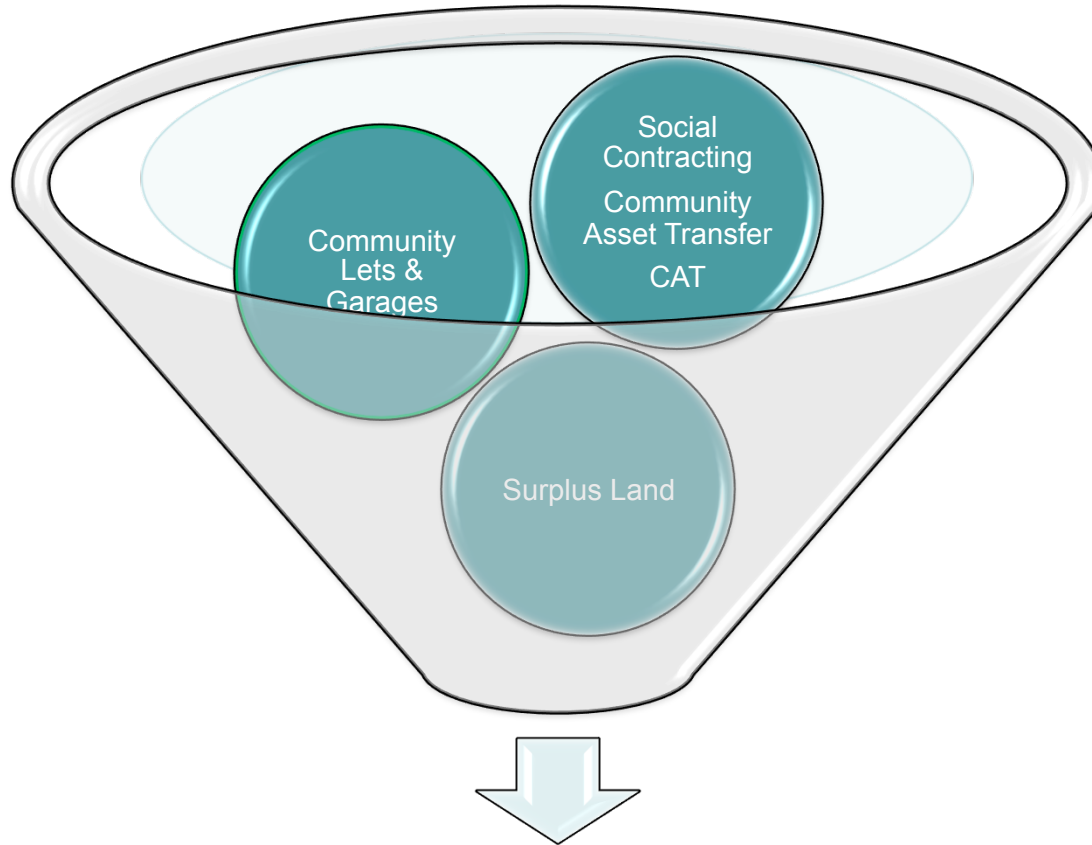 Social
Contracting
Community
Asset Transfer
CAT
Community
Lets &
Garages
Surplus Land